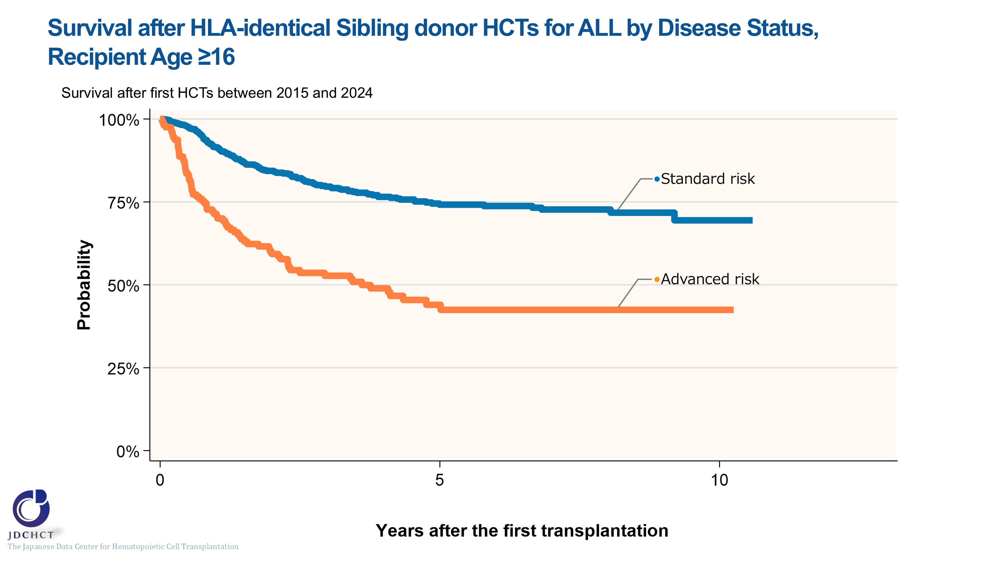 Survival after HLA-identical Sibling donor HCTs for ALL by Disease Status,
Recipient Age ≥16
Survival after first HCTs between 2015 and 2024
100%
75%
50%
25%
0%
Probability
Standard risk
Advanced risk
0
5
10
Years after the first transplantation
JDCHCT
The Japanese Data Center for Hematopoietic Cell Transplantation